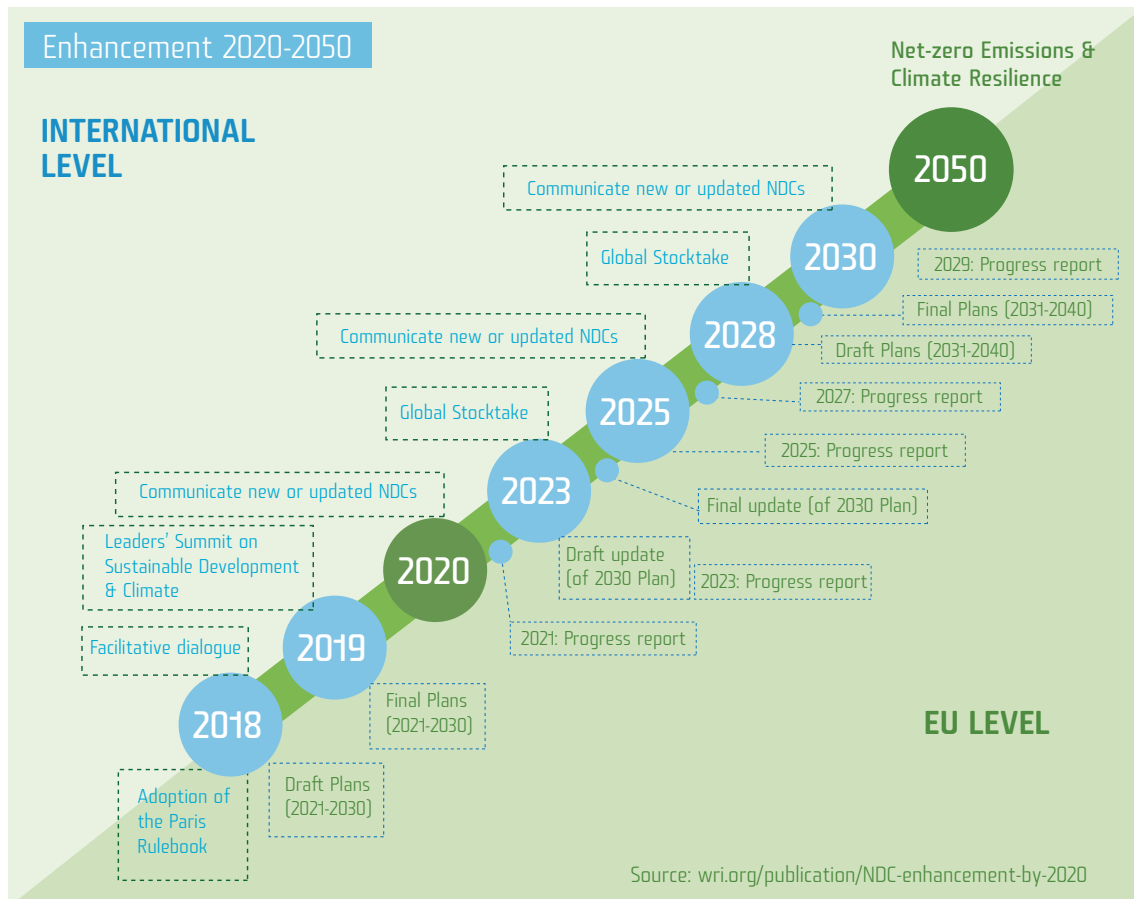 Enhancement 2020-2050
Net-zero Emissions &
Climate Resilience
INTERNATIONAL
LEVEL
2050
Communicate new or updated NDCs
2030
Global Stocktake
2029: Progress report
Final Plans (2031-2040)
Communicate new or updated NDCs
2028
Draft Plans (2031-2040)
2027: Progress report
Global Stocktake
2025
2025: Progress report
Communicate new or updated NDCs
2023
Final update (of 2030 Plan)
Leaders' Summit on
Sustainable Development
& Climate
2020
Draft update
(of 2030 Plan)
2023: Progress report
Facilitative dialogue
2019
2021: Progress report
Final Plans
(2021-2030)
2018
EU LEVEL
Adoption of
the Paris
Rulebook
Draft Plans
(2021-2030)
Source: wri.org/publication/NDC-enhancement-by-2020